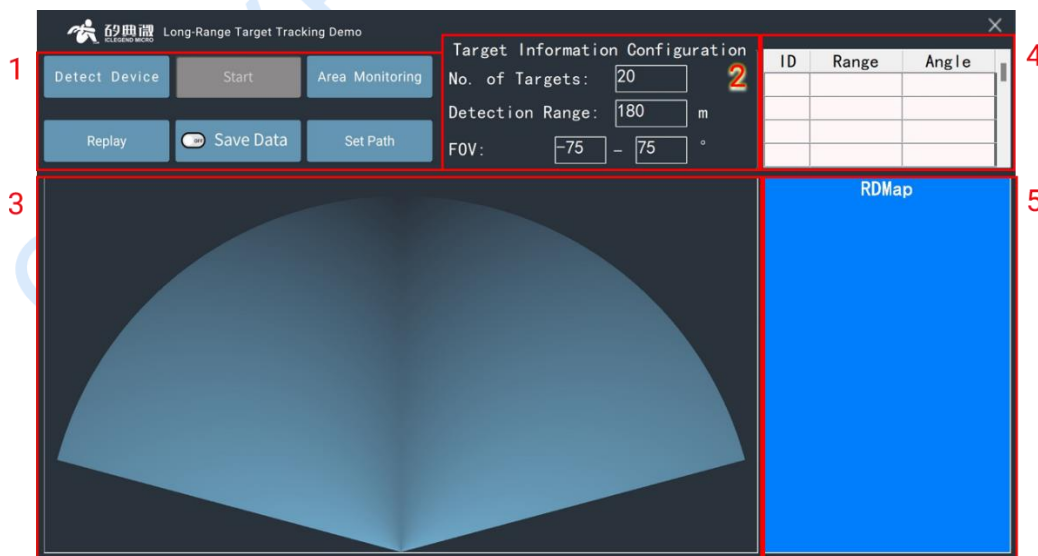 矽典微 Long-Range Target Tracking Demo
ICLEGEND MICRO
1
Detect Device Start Area Monitoring
Replay OFF Save Data Set Path
Target Information Configuration
No. of Targets: 20 2
Detection Range: 180 m
FOV: -75 - 75 °
ID Range Angle
4
3
RDMap
5